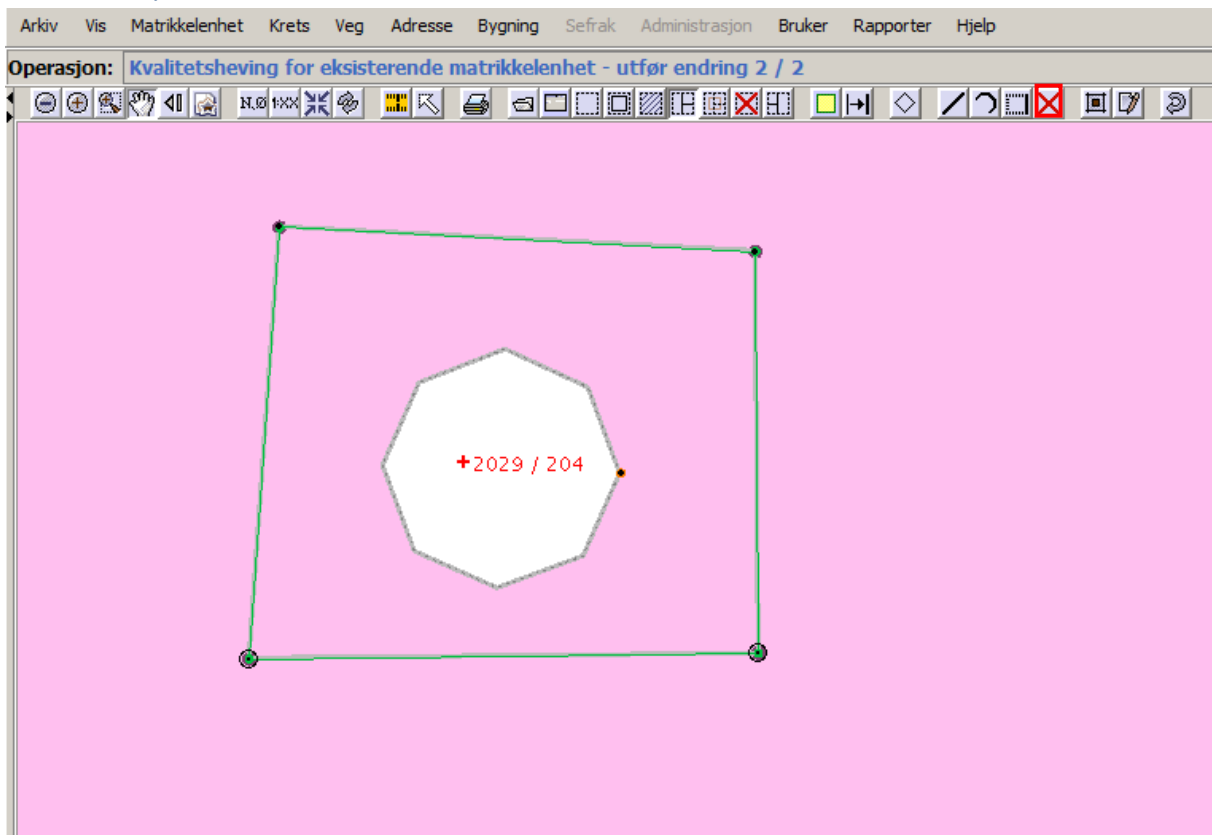 Arkiv Vis Matrikkelenhet Krets Veg Adresse Bygning Sefrak Administrasjon Bruker Rapporter Hjelp
Operasjon: Kvalitetsheving for eksisterende matrikkelenhet - utfør endring 2 / 2
N,Ø 1:XX
2029 / 204